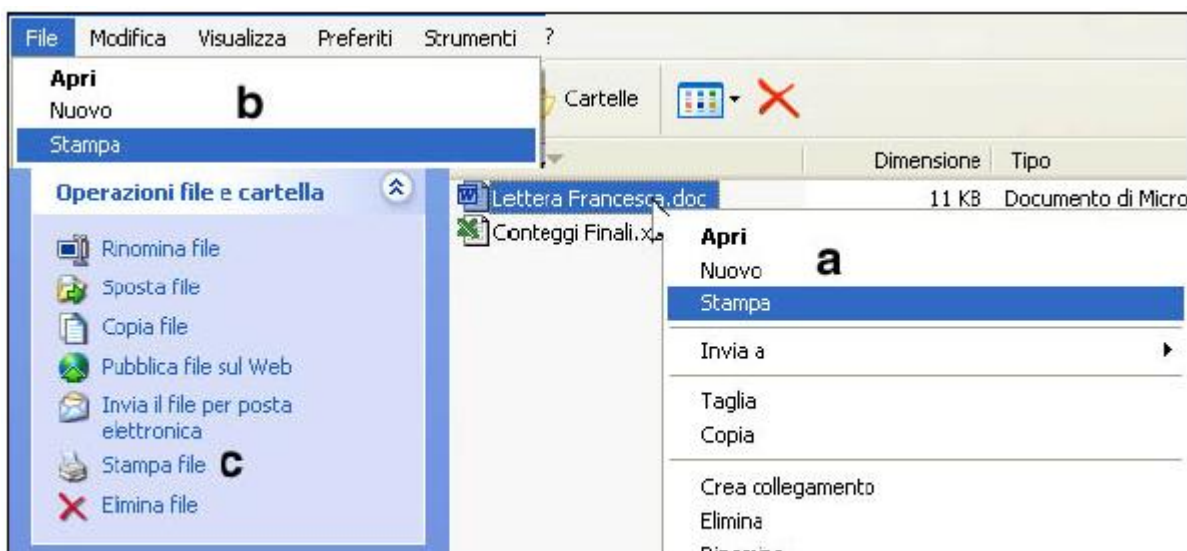 File Modifica Visualizza Preferiti Strumenti ?
Apri
Nuovo
b
Stampa
Cartelle
Dimensione Tipo
Operazioni file e cartella
Rinomina file
Sposta file
Copia file
Pubblica file sul Web
Invia il file per posta
elettronica
Stampa file c
Elimina file
Lettera Francesca.doc 11 KB Documento di Micro
Conteggi Finali.x
Apri
Nuovo
a
Stampa
Invia a
Taglia
Copia
Crea collegamento
Elimina